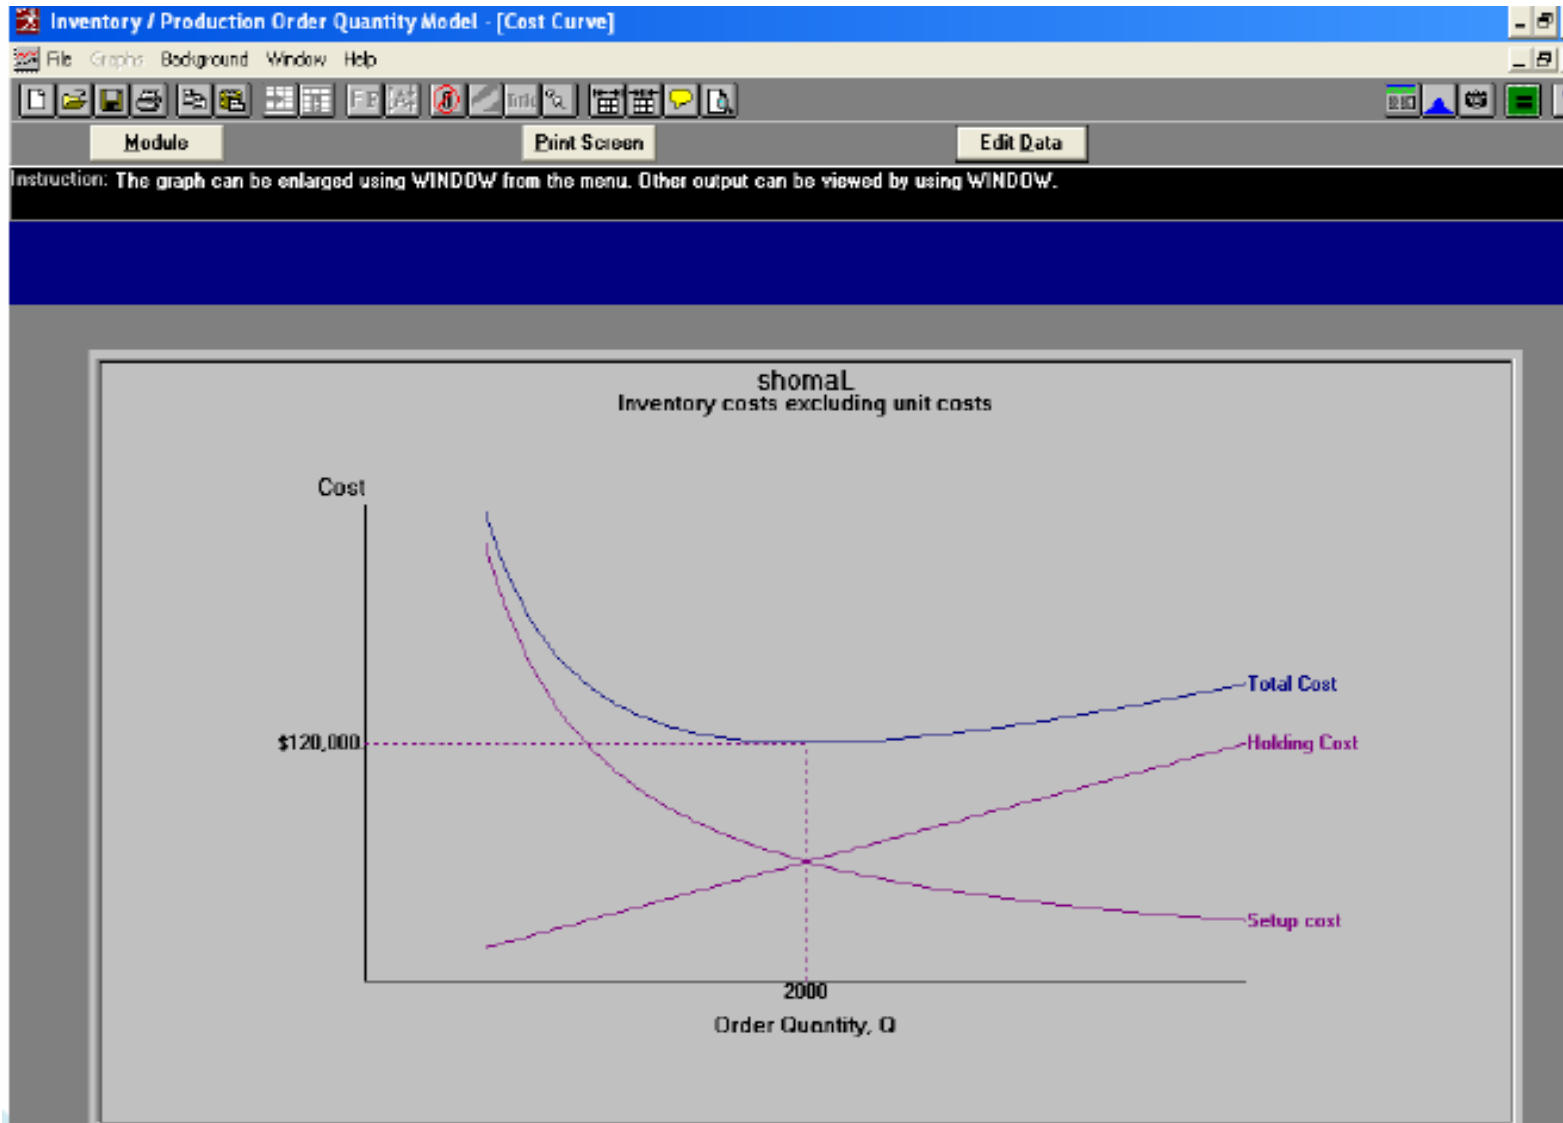 Inventory / Production Order Quantity Model - [Cost Curve]
File Graphs Background Window Help
Module Print Screen Edit Data
Instruction: The graph can be enlarged using WINDOW from the menu. Other output can be viewed by using WINDOW.
shomaL
Inventory costs excluding unit costs
Cost
Total Cost
$120,000
Holding Cost
Setup cost
2000
Order Quantity, Q